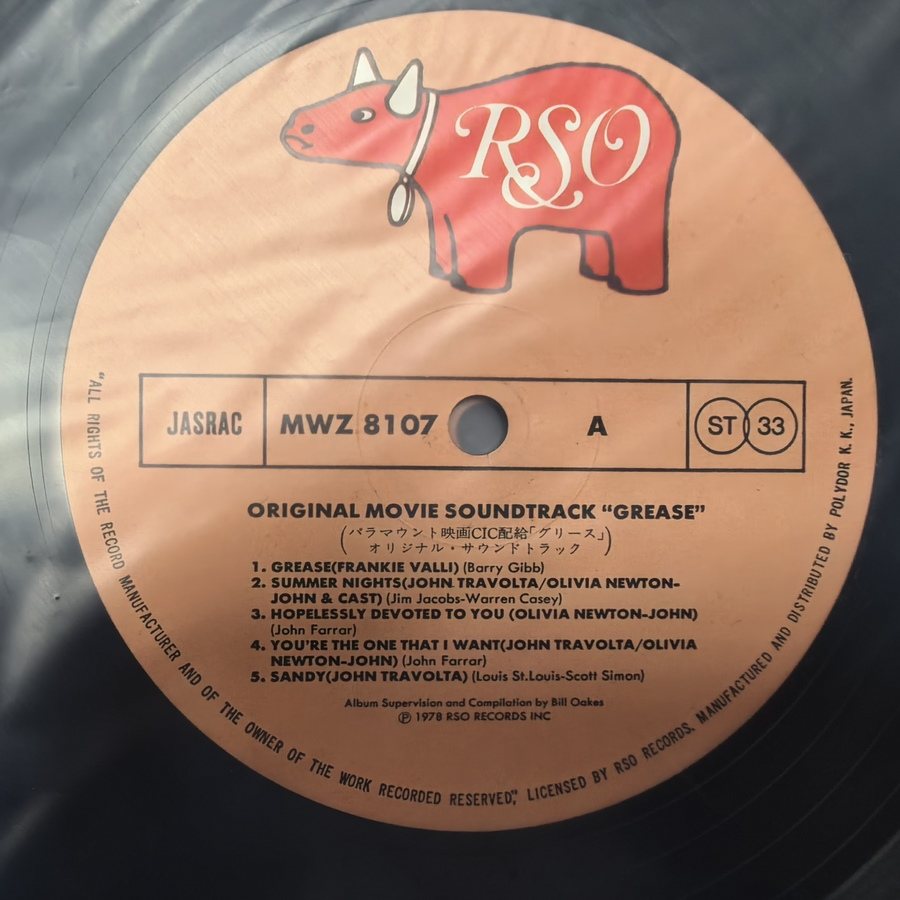 RSO
JASRAC
MWZ 8107
A
ST 33
ORIGINAL MOVIE SOUNDTRACK “GREASE”
(パラマウント映画CIC配給「グリース」
オリジナル・サウンドトラック)
1. GREASE(FRANKIE VALLI) (Barry Gibb)
2. SUMMER NIGHTS(JOHN TRAVOLTA/OLIVIA NEWTON-
JOHN & CAST) (Jim Jacobs-Warren Casey)
3. HOPELESSLY DEVOTED TO YOU (OLIVIA NEWTON-JOHN)
(John Farrar)
4. YOU'RE THE ONE THAT I WANT(JOHN TRAVOLTA/OLIVIA
NEWTON-JOHN) (John Farrar)
5. SANDY(JOHN TRAVOLTA) (Louis St.Louis-Scott Simon)
Album Supervision and Compilation by Bill Oakes
Ⓟ 1978 RSO RECORDS INC
“ALL RIGHTS OF THE RECORD MANUFACTURER AND OF THE OWNER OF THE WORK RECORDED RESERVED”, LICENSED BY RSO RECORDS. MANUFACTURED AND DISTRIBUTED BY POLYDOR K. K., JAPAN.